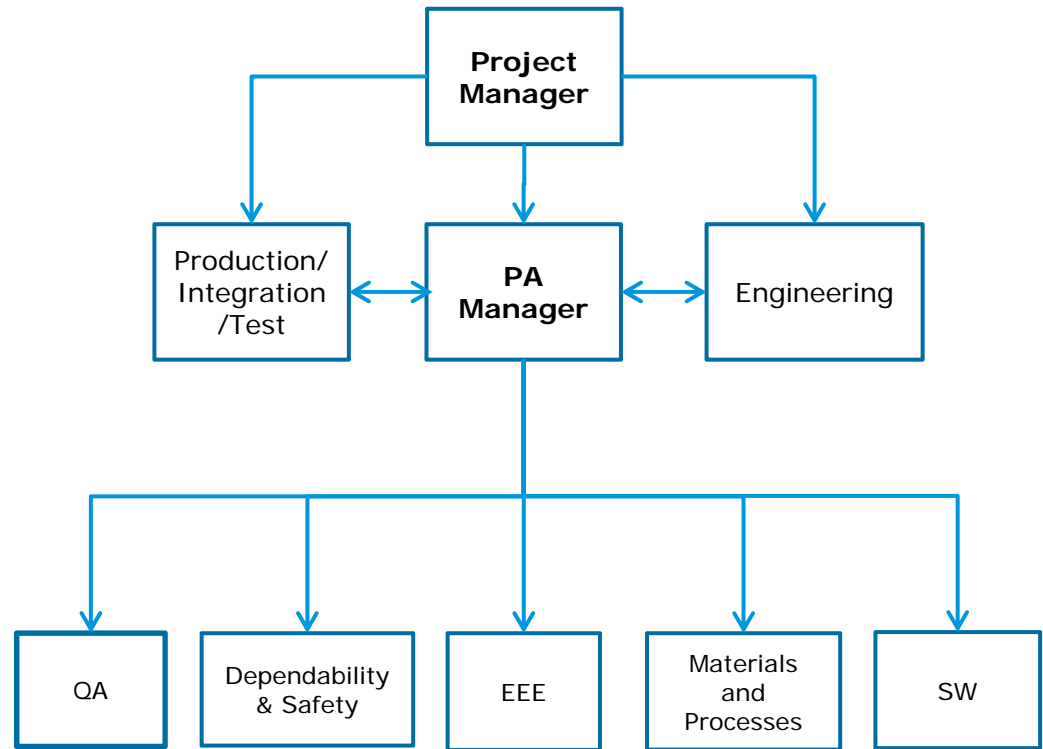 Project
Manager
Production/
Integration
/Test
PA
Manager
Engineering
QA
Dependability
& Safety
EEE
Materials
and
Processes
SW